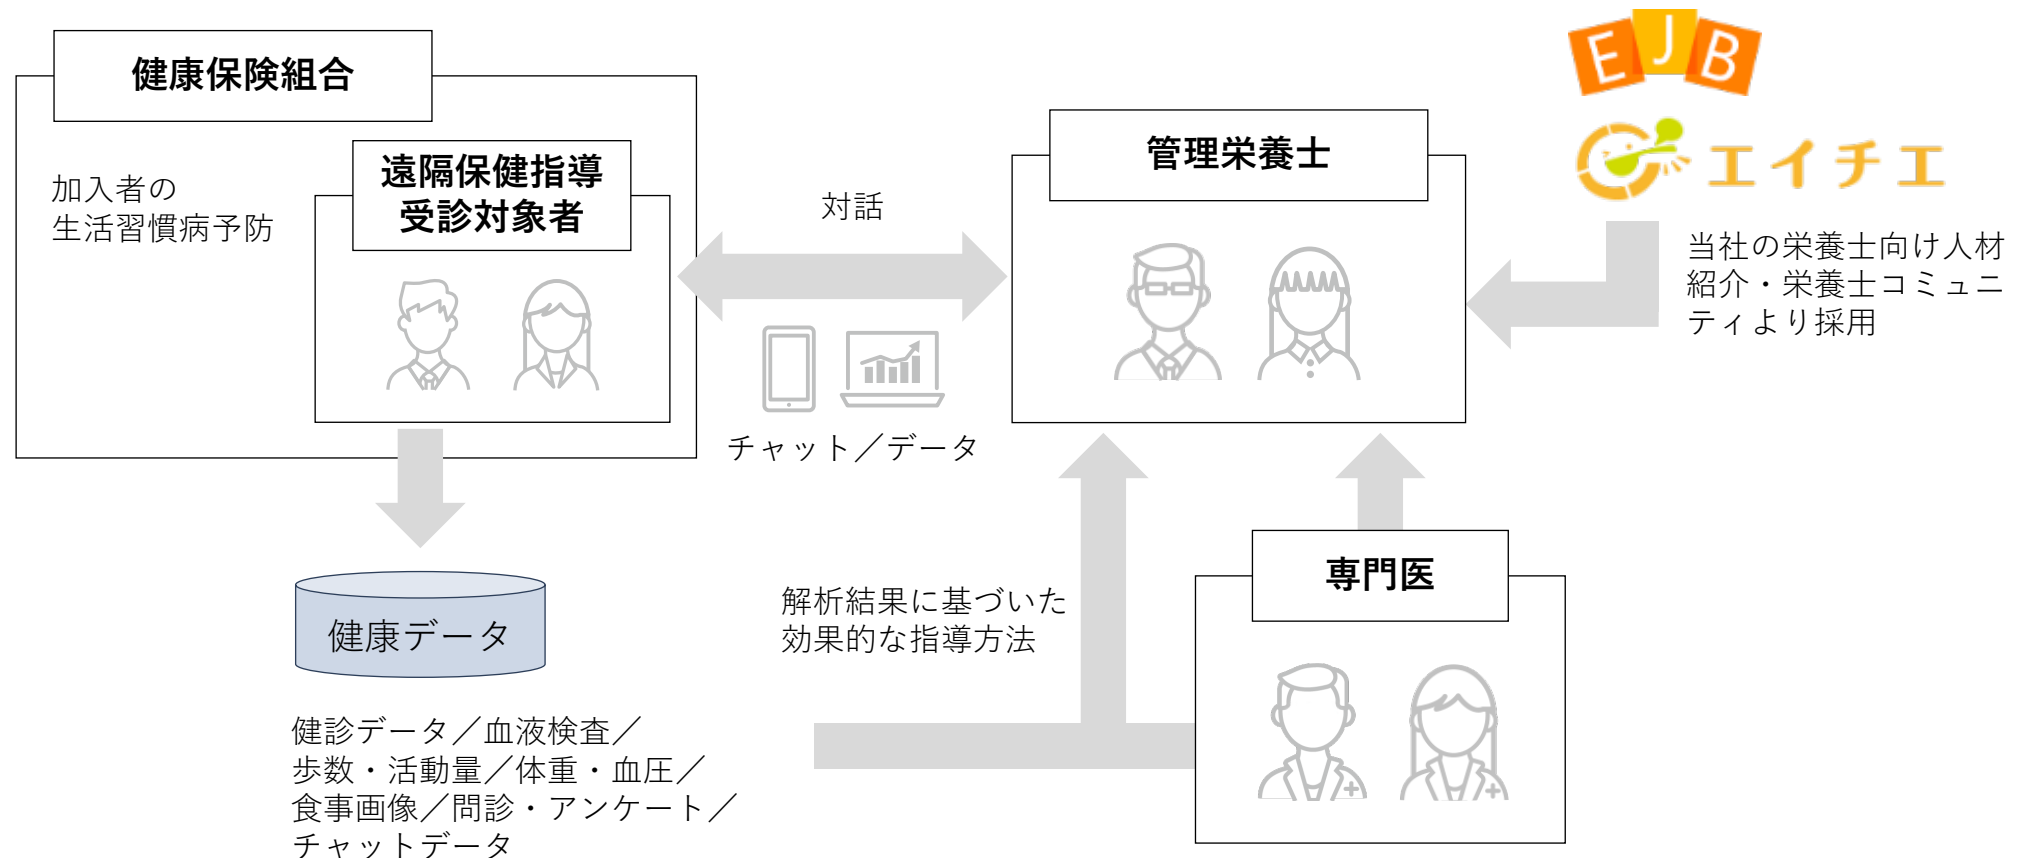 健康保険組合
加入者の
生活習慣病予防
遠隔保健指導
受診対象者
対話
チャット／データ
管理栄養士
EJB
エイチエ
当社の栄養士向け人材
紹介・栄養士コミュニ
ティより採用
健康データ
健診データ／血液検査／
歩数・活動量／体重・血圧／
食事画像／問診・アンケート／
チャットデータ
解析結果に基づいた
効果的な指導方法
専門医